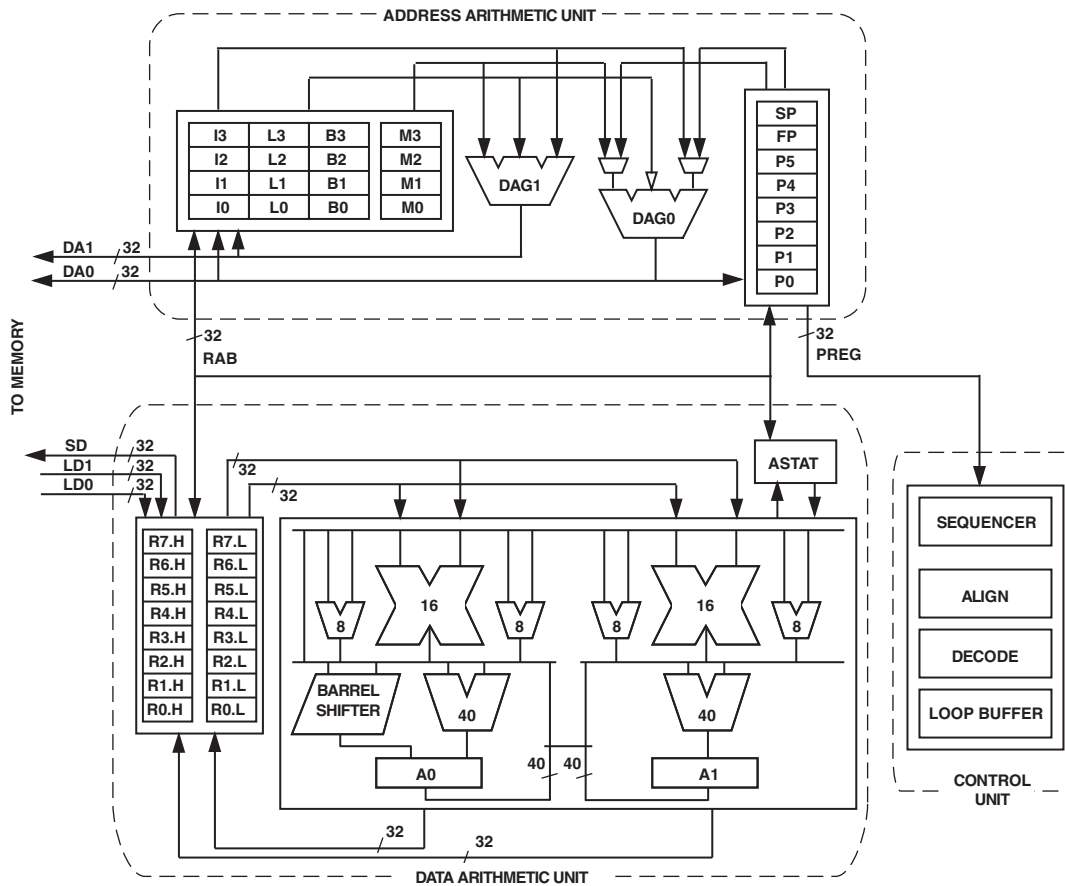 ADDRESS ARITHMETIC UNIT
I3 L3 B3 M3
I2 L2 B2 M2
I1 L1 B1 M1
I0 L0 B0 M0
DAG1
DAG0
SP
FP
P5
P4
P3
P2
P1
P0
DA1 32
DA0 32
TO MEMORY
32
RAB
32
PREG
SD 32
LD1 32
LD0 32
32
32
ASTAT
R7.H R7.L
R6.H R6.L
R5.H R5.L
R4.H R4.L
R3.H R3.L
R2.H R2.L
R1.H R1.L
R0.H R0.L
8 16 8 8 16 8
BARREL
SHIFTER
40
40
A0
40 40
A1
32
32
DATA ARITHMETIC UNIT
SEQUENCER
ALIGN
DECODE
LOOP BUFFER
CONTROL
UNIT